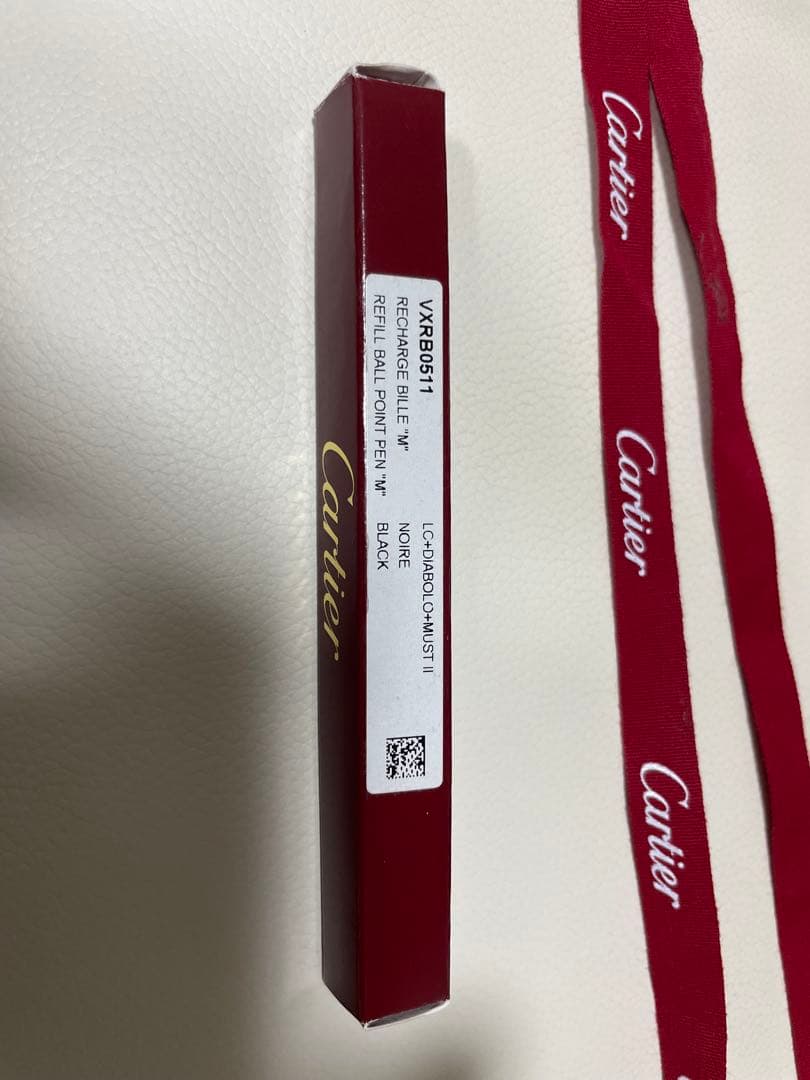 VXRB0511 LC+DIABOLO+MUST II
RECHARGE BILLE "M" NOIRE
REFILL BALL POINT PEN "M" BLACK
Cartier
Cartier
Cartier
Cartier